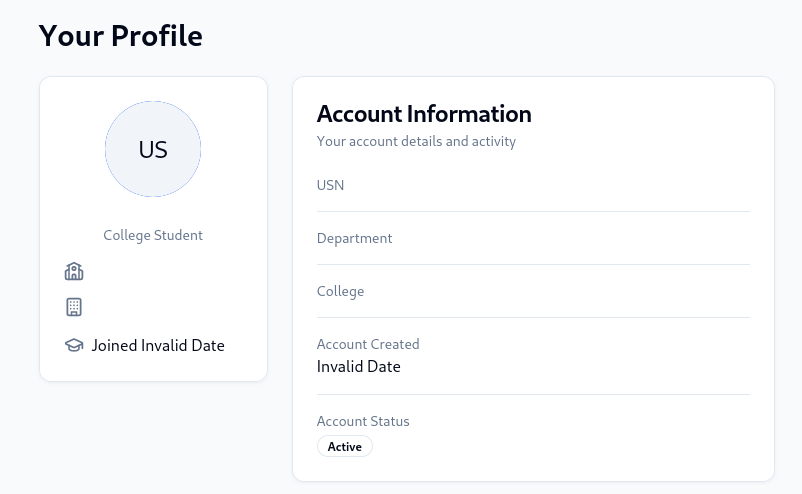 Your Profile
US
College Student
Joined Invalid Date
Account Information
Your account details and activity
USN
Department
College
Account Created
Invalid Date
Account Status
Active